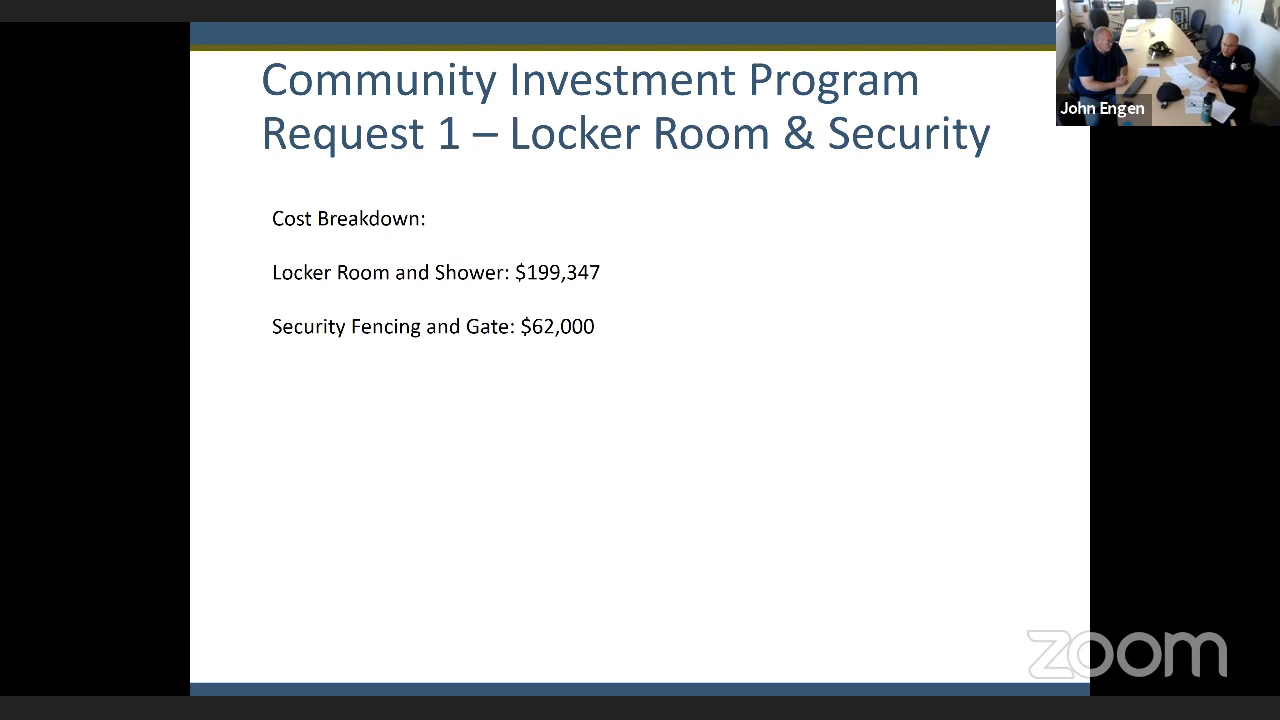 Community Investment Program
Request 1 – Locker Room & Security
John Engen
Cost Breakdown:
Locker Room and Shower: $199,347
Security Fencing and Gate: $62,000
zoom